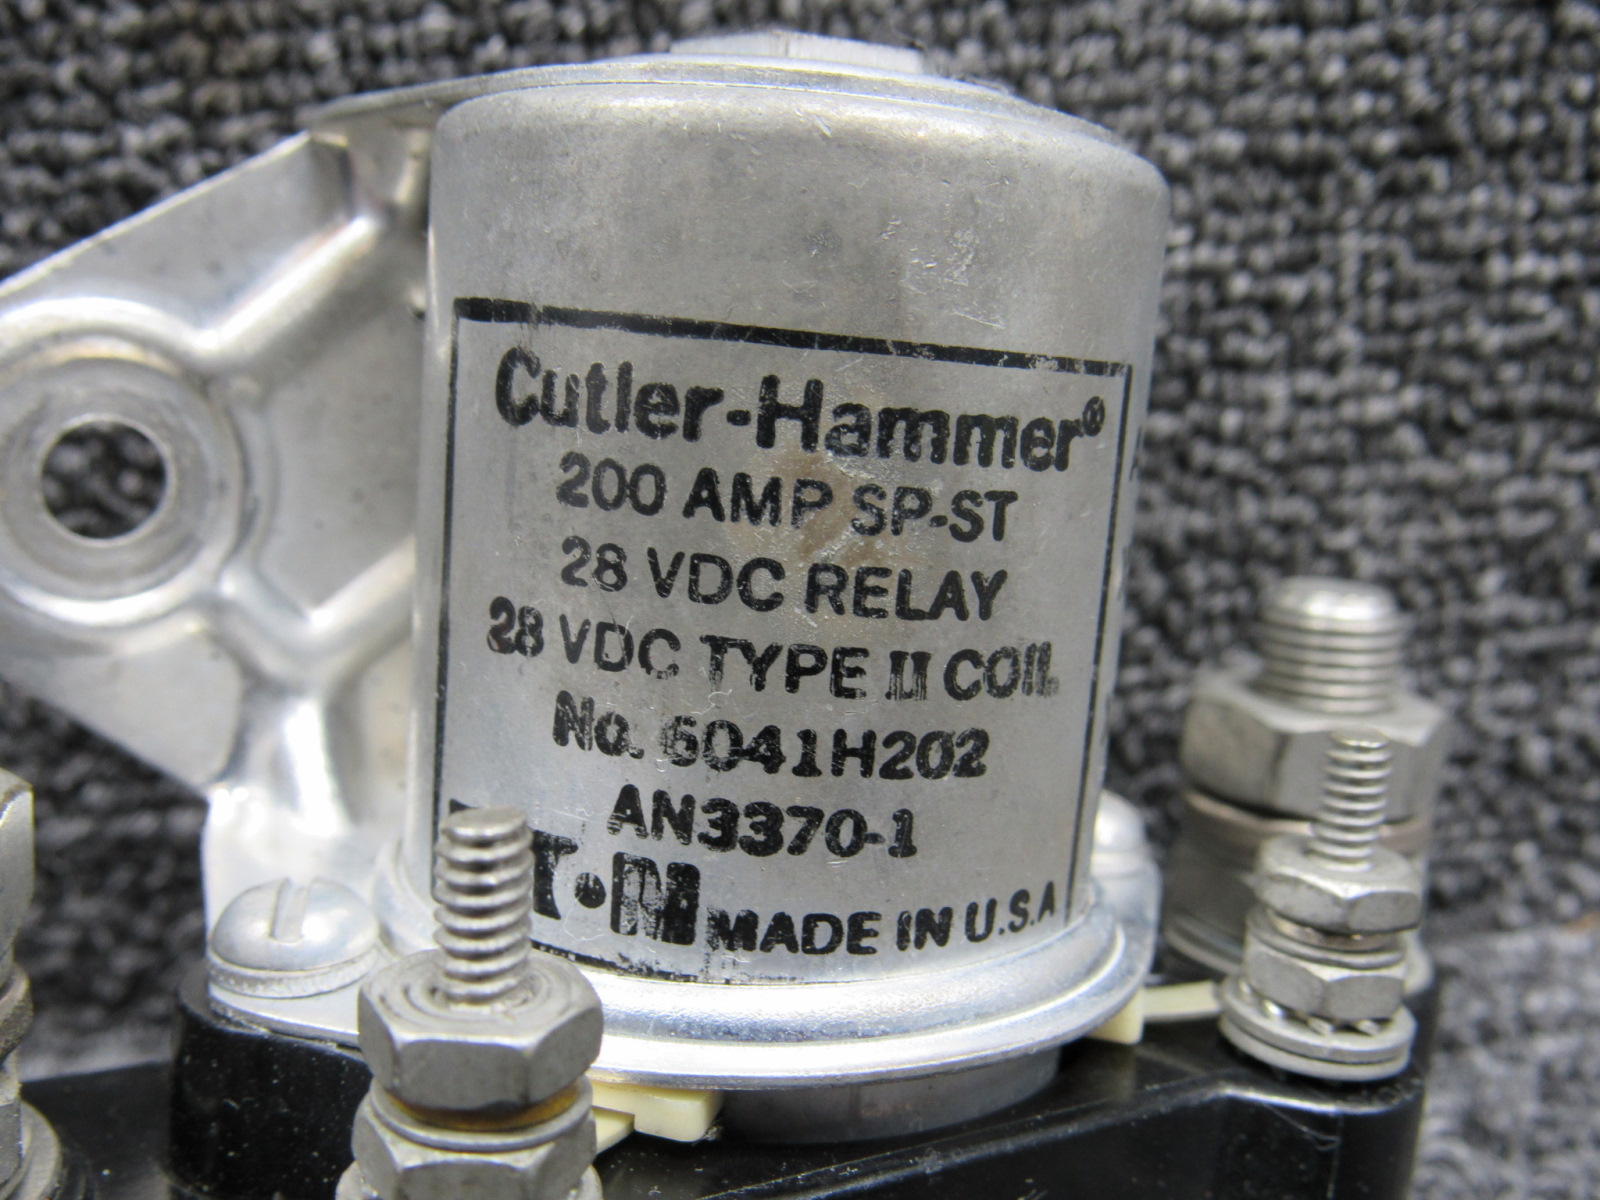 Cutler-Hammer®
200 AMP SP-ST
28 VDC RELAY
28 VDC TYPE II COIL
No. 6041H202
AN3370-1
MADE IN U.S.A